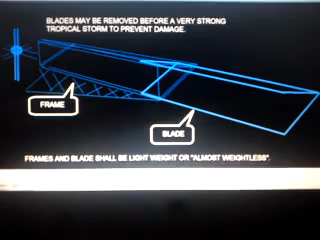 BLADES MAY BE REMOVED BEFORE A VERY STRONG
TROPICAL STORM TO PREVENT DAMAGE.
FRAME
BLADE
FRAMES AND BLADE SHALL BE LIGHT WEIGHT OR "ALMOST WEIGHTLESS".